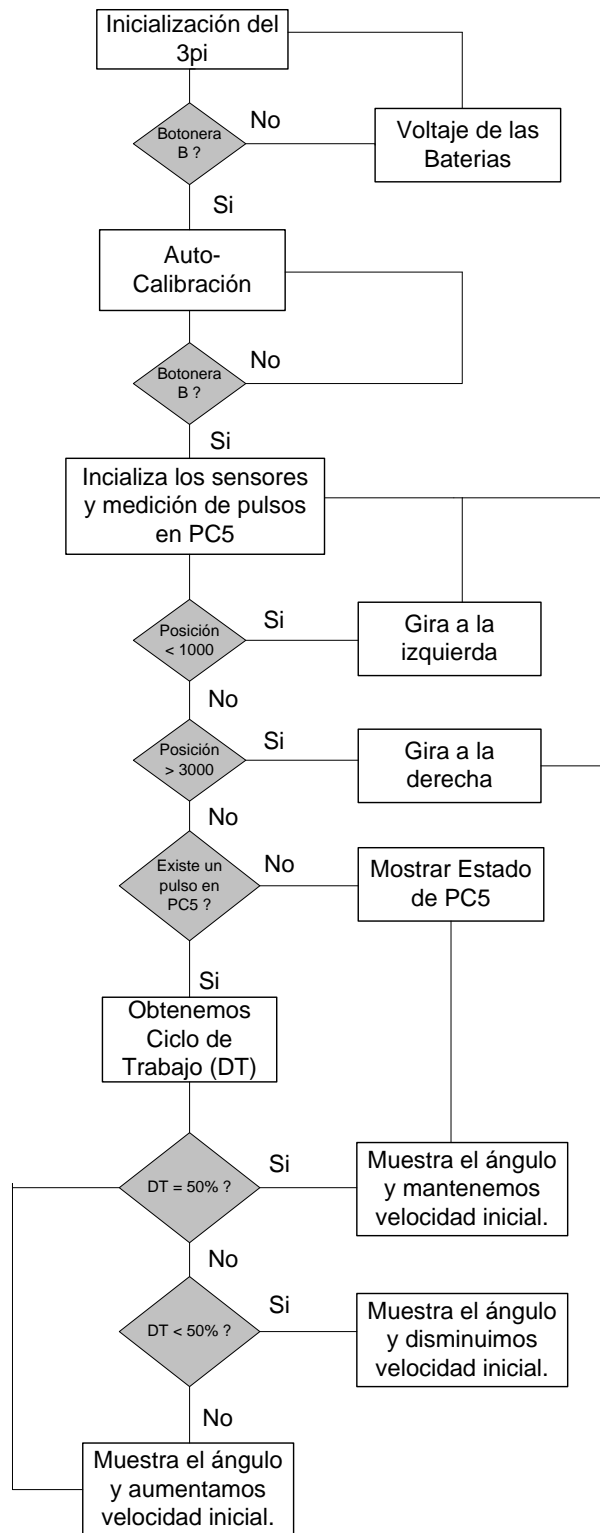 Inicialización del
3pi
Botonera
B ?
No
Voltaje de las
Baterias
Si
Auto-
Calibración
Botonera
B ?
No
Si
Incializa los sensores
y medición de pulsos
en PC5
Posición
< 1000
Si
Gira a la
izquierda
No
Posición
> 3000
Si
Gira a la
derecha
No
Existe un
pulso en
PC5 ?
No
Mostrar Estado
de PC5
Si
Obtenemos
Ciclo de
Trabajo (DT)
DT = 50% ?
Si
Muestra el ángulo
y mantenemos
velocidad inicial.
No
DT < 50% ?
Si
Muestra el ángulo
y disminuimos
velocidad inicial.
No
Muestra el ángulo
y aumentamos
velocidad inicial.